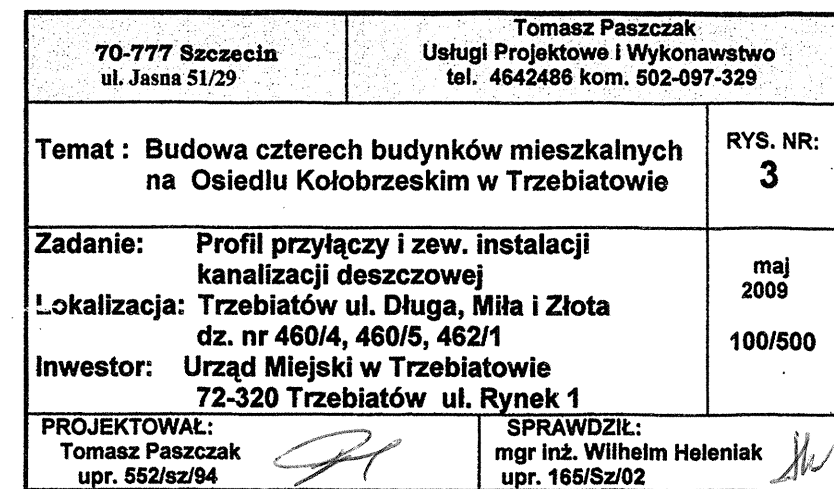 70-777 Szczecin
ul. Jasna 51/29
Tomasz Paszczak
Usługi Projektowe i Wykonawstwo
tel. 4642486 kom. 502-097-329
Temat : Budowa czterech budynków mieszkalnych
na Osiedlu Kołobrzeskim w Trzebiatowie
RYS. NR:
3
Zadanie: Profil przyłączy i zew. instalacji
kanalizacji deszczowej
Lokalizacja: Trzebiatów ul. Długa, Miła i Złota
dz. nr 460/4, 460/5, 462/1
Inwestor: Urząd Miejski w Trzebiatowie
72-320 Trzebiatów ul. Rynek 1
maj
2009
100/500
PROJEKTOWAŁ:
Tomasz Paszczak
upr. 552/sz/94
SPRAWDZIŁ:
mgr inż. Wilhelm Heleniak
upr. 165/Sz/02